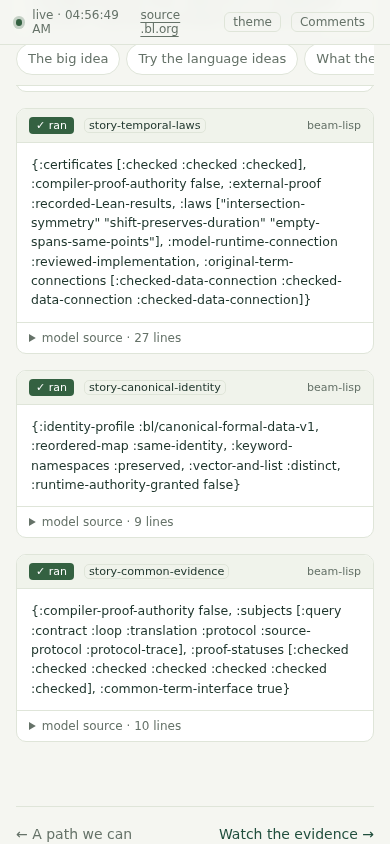 live · 04:56:49 AM
source .bl.org
theme
Comments
The big idea
Try the language ideas
What the
✓ ran story-temporal-laws beam-lisp
{:certificates [:checked :checked :checked],
:compiler-proof-authority false, :external-proof
:recorded-Lean-results, :laws ["intersection-
symmetry" "shift-preserves-duration" "empty-
spans-same-points"], :model-runtime-connection
:reviewed-implementation, :original-term-
connections [:checked-data-connection :checked-
data-connection :checked-data-connection]}
▶ model source · 27 lines
✓ ran story-canonical-identity beam-lisp
{:identity-profile :bl/canonical-formal-data-v1,
:reordered-map :same-identity, :keyword-
namespaces :preserved, :vector-and-list :distinct,
:runtime-authority-granted false}
▶ model source · 9 lines
✓ ran story-common-evidence beam-lisp
{:compiler-proof-authority false, :subjects [:query
:contract :loop :translation :protocol :source-
protocol :protocol-trace], :proof-statuses [:checked
:checked :checked :checked :checked :checked
:checked], :common-term-interface true}
▶ model source · 10 lines
← A path we can
Watch the evidence →